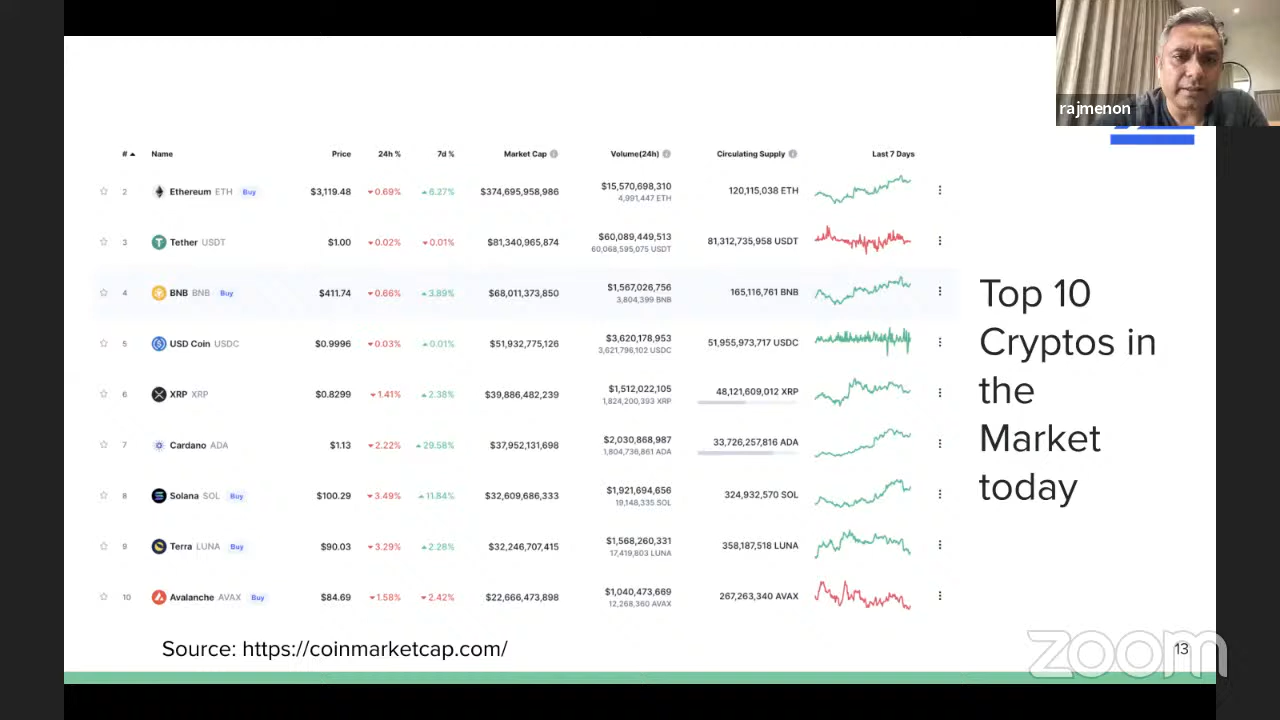 rajmenon
# Name Price 24h % 7d % Market Cap Volume(24h) Circulating Supply Last 7 Days
2 Ethereum ETH Buy $3,119.48 0.69% 6.27% $374,695,958,986 $15,570,698,310 120,115,038 ETH
4,991,447 ETH
3 Tether USDT $1.00 0.02% 0.01% $81,340,965,874 $60,089,449,513 81,312,735,958 USDT
60,068,595,075 USDT
4 BNB BNB Buy $411.74 0.66% 3.89% $68,011,373,850 $1,567,026,756 165,116,761 BNB
3,804,399 BNB
5 USD Coin USDC $0.9996 0.03% 0.01% $51,932,775,126 $3,620,178,953 51,955,973,717 USDC
3,621,796,102 USDC
6 XRP XRP $0.8299 1.41% 2.38% $39,886,482,239 $1,512,022,105 48,121,609,012 XRP
1,824,200,393 XRP
7 Cardano ADA $1.13 2.22% 29.58% $37,952,131,698 $2,030,868,987 33,726,257,816 ADA
1,804,736,861 ADA
8 Solana SOL Buy $100.29 3.49% 11.84% $32,609,686,333 $1,921,694,656 324,932,570 SOL
19,148,335 SOL
9 Terra LUNA Buy $90.03 3.29% 2.28% $32,246,707,415 $1,568,260,331 358,187,518 LUNA
17,419,803 LUNA
10 Avalanche AVAX Buy $84.69 1.58% 2.42% $22,666,473,898 $1,040,473,669 267,263,340 AVAX
12,268,360 AVAX
Top 10
Cryptos in
the
Market
today
Source: https://coinmarketcap.com/
13
zoom